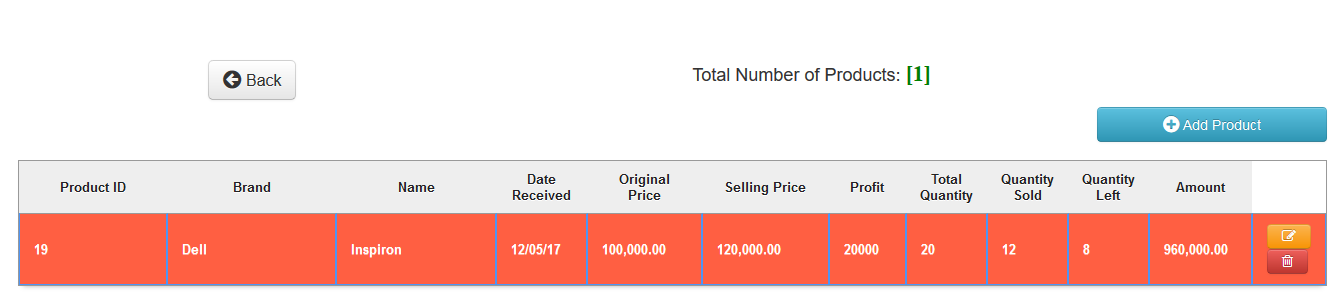 Back
Total Number of Products: [1]
Add Product
Product ID Brand Name Date Received Original Price Selling Price Profit Total Quantity Quantity Sold Quantity Left Amount
19 Dell Inspiron 12/05/17 100,000.00 120,000.00 20000 20 12 8 960,000.00